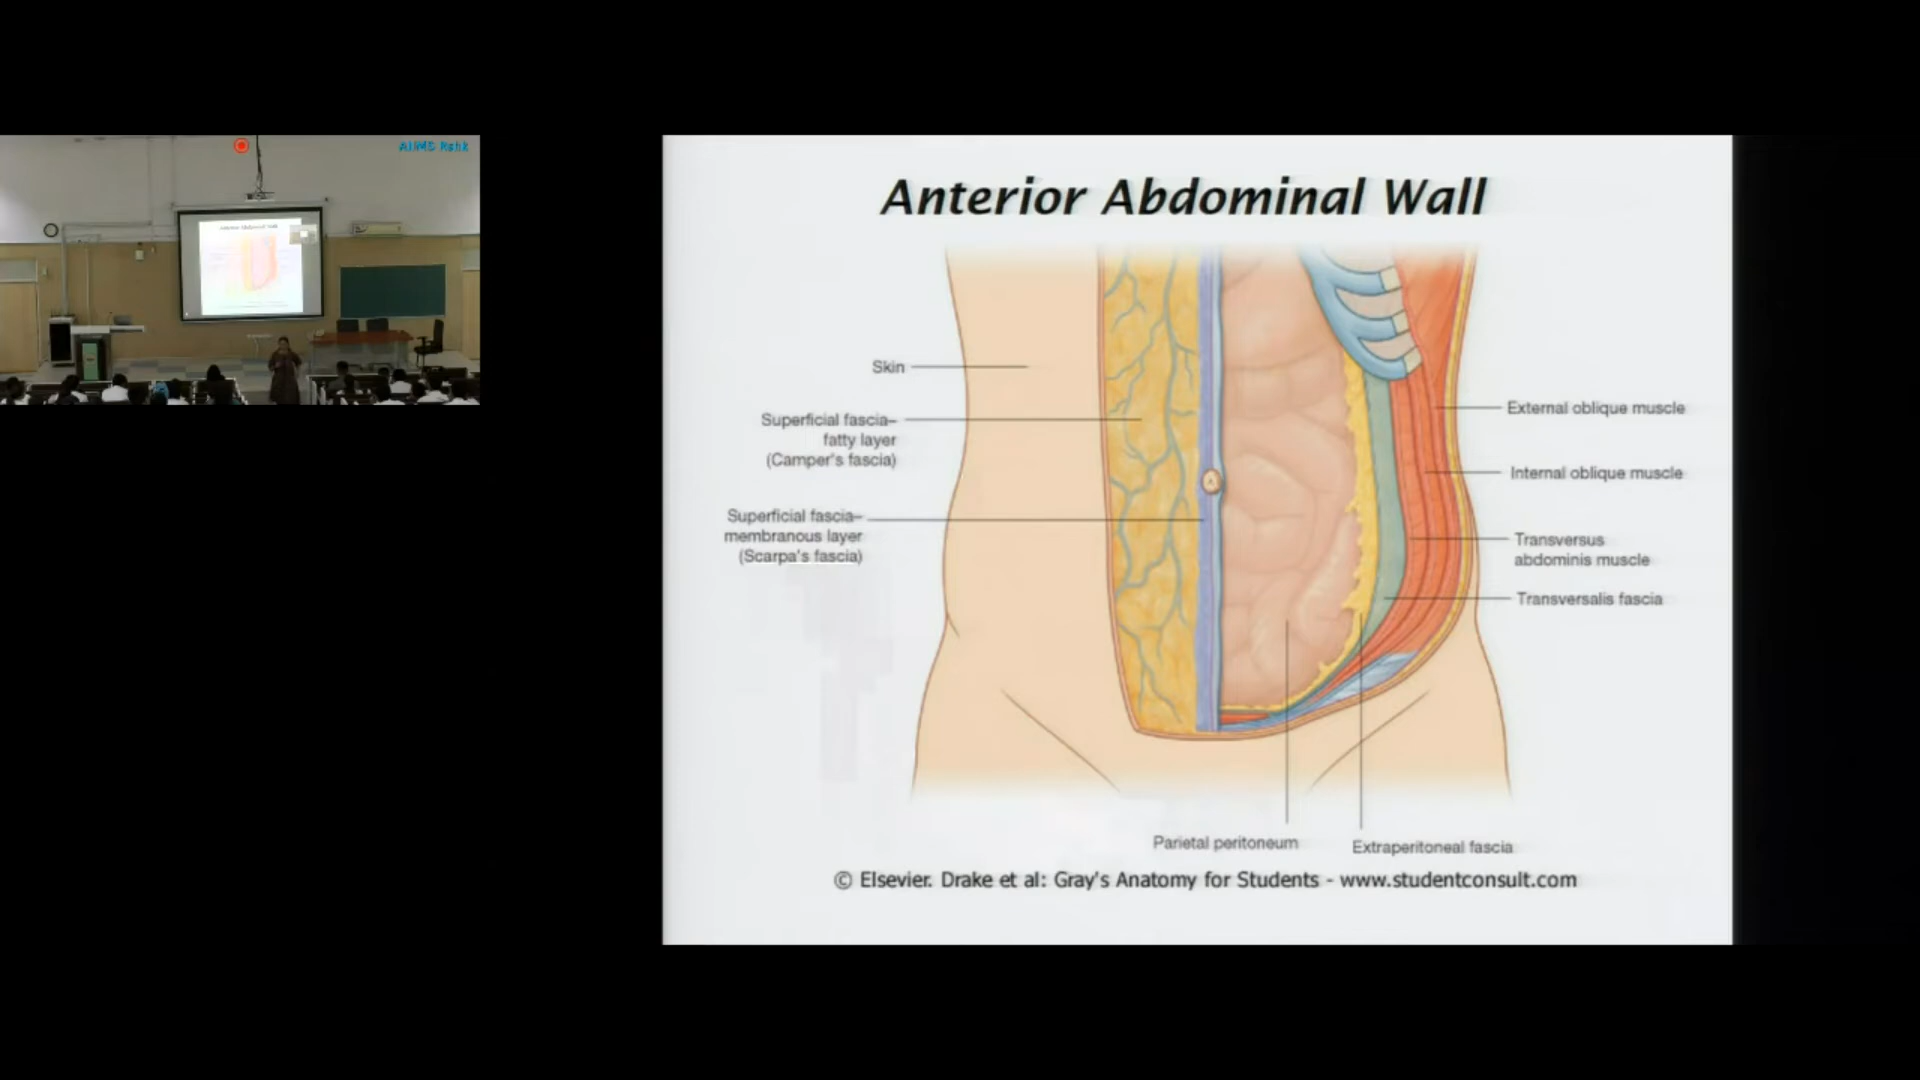 AIIMS Rshk
Anterior Abdominal Wall
Skin
Superficial fascia–
fatty layer
(Camper's fascia)
Superficial fascia–
membranous layer
(Scarpa's fascia)
External oblique muscle
Internal oblique muscle
Transversus
abdominis muscle
Transversalis fascia
Parietal peritoneum
Extraperitoneal fascia
© Elsevier. Drake et al: Gray's Anatomy for Students - www.studentconsult.com